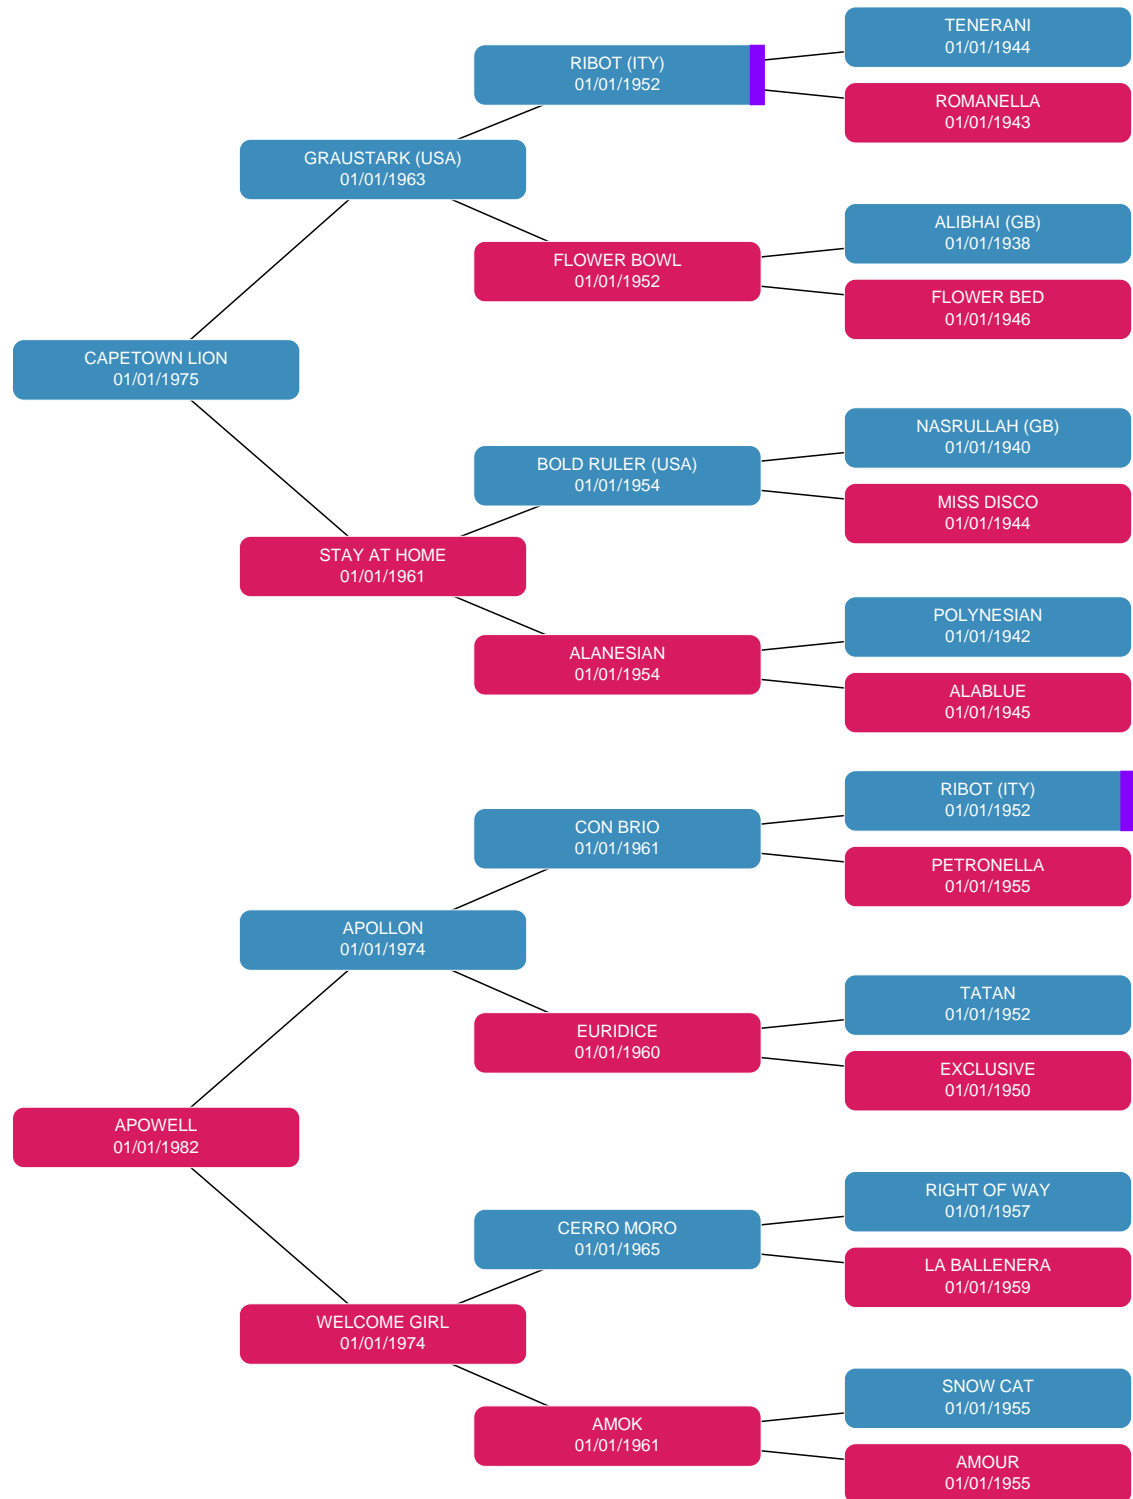 TENERANI
01/01/1944
RIBOT (ITY)
01/01/1952
ROMANELLA
01/01/1943
GRAUSTARK (USA)
01/01/1963
ALIBHAI (GB)
01/01/1938
FLOWER BOWL
01/01/1952
FLOWER BED
01/01/1946
CAPETOWN LION
01/01/1975
NASRULLAH (GB)
01/01/1940
BOLD RULER (USA)
01/01/1954
MISS DISCO
01/01/1944
STAY AT HOME
01/01/1961
POLYNESIAN
01/01/1942
ALANESIAN
01/01/1954
ALABLUE
01/01/1945
RIBOT (ITY)
01/01/1952
CON BRIO
01/01/1961
PETRONELLA
01/01/1955
APOLLON
01/01/1974
TATAN
01/01/1952
EURIDICE
01/01/1960
EXCLUSIVE
01/01/1950
APOWELL
01/01/1982
RIGHT OF WAY
01/01/1957
CERRO MORO
01/01/1965
LA BALLENERA
01/01/1959
WELCOME GIRL
01/01/1974
SNOW CAT
01/01/1955
AMOK
01/01/1961
AMOUR
01/01/1955